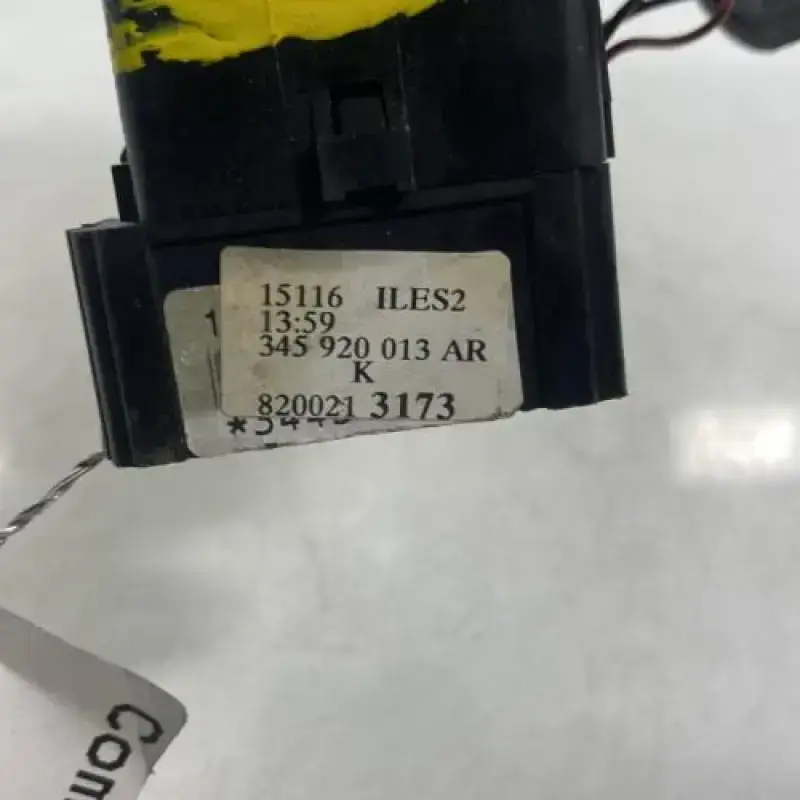 15116 ILES2
13:59
345 920 013 AR
K
820021 3173
Com